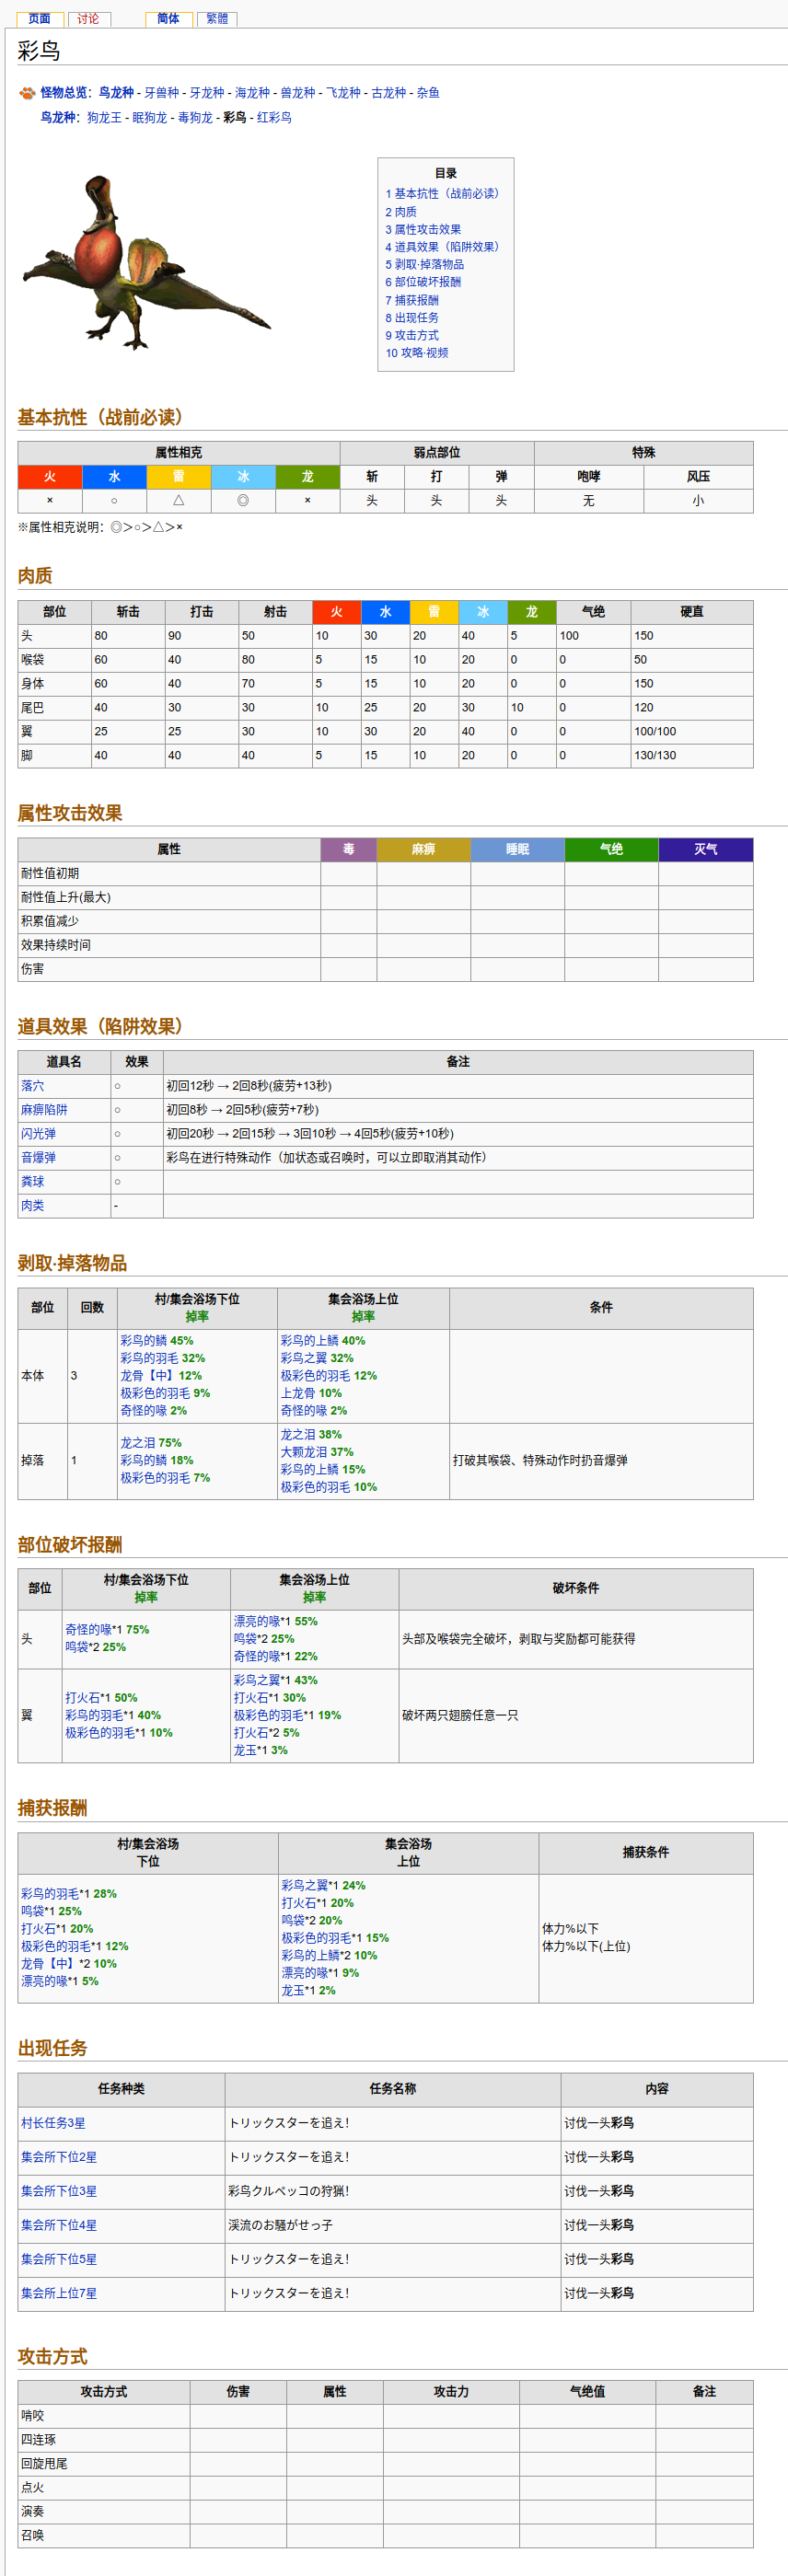 页面 讨论 简体 繁體
彩鸟
怪物总览：鸟龙种 - 牙兽种 - 牙龙种 - 海龙种 - 兽龙种 - 飞龙种 - 古龙种 - 杂鱼
鸟龙种：狗龙王 - 眠狗龙 - 毒狗龙 - 彩鸟 - 红彩鸟
目录
1 基本抗性（战前必读）
2 肉质
3 属性攻击效果
4 道具效果（陷阱效果）
5 剥取·掉落物品
6 部位破坏报酬
7 捕获报酬
8 出现任务
9 攻击方式
10 攻略·视频
基本抗性（战前必读）
属性相克 弱点部位 特殊
火 水 雷 冰 龙 斩 打 弹 咆哮 风压
× ○ △ ◎ × 头 头 头 无 小
※属性相克说明：◎＞○＞△＞×
肉质
部位 斩击 打击 射击 火 水 雷 冰 龙 气绝 硬直
头 80 90 50 10 30 20 40 5 100 150
喉袋 60 40 80 5 15 10 20 0 0 50
身体 60 40 70 5 15 10 20 0 0 150
尾巴 40 30 30 10 25 20 30 10 0 120
翼 25 25 30 10 30 20 40 0 0 100/100
脚 40 40 40 5 15 10 20 0 0 130/130
属性攻击效果
属性 毒 麻痹 睡眠 气绝 灭气
耐性值初期
耐性值上升(最大)
积累值减少
效果持续时间
伤害
道具效果（陷阱效果）
道具名 效果 备注
落穴 ○ 初回12秒 → 2回8秒(疲劳+13秒)
麻痹陷阱 ○ 初回8秒 → 2回5秒(疲劳+7秒)
闪光弹 ○ 初回20秒 → 2回15秒 → 3回10秒 → 4回5秒(疲劳+10秒)
音爆弹 ○ 彩鸟在进行特殊动作（加状态或召唤时，可以立即取消其动作）
粪球 ○
肉类 -
剥取·掉落物品
部位 回数 村/集会浴场下位 集会浴场上位 条件
掉率 掉率
本体 3
彩鸟的鳞 45%
彩鸟的羽毛 32%
龙骨【中】12%
极彩色的羽毛 9%
奇怪的喙 2%
彩鸟的上鳞 40%
彩鸟之翼 32%
极彩色的羽毛 12%
上龙骨 10%
奇怪的喙 2%
掉落 1
龙之泪 75%
彩鸟的鳞 18%
极彩色的羽毛 7%
龙之泪 38%
大颗龙泪 37%
彩鸟的上鳞 15%
极彩色的羽毛 10%
打破其喉袋、特殊动作时扔音爆弹
部位破坏报酬
部位 村/集会浴场下位 集会浴场上位 破坏条件
掉率 掉率
头
奇怪的喙*1 75%
鸣袋*2 25%
漂亮的喙*1 55%
鸣袋*2 25%
奇怪的喙*1 22%
头部及喉袋完全破坏，剥取与奖励都可能获得
翼
打火石*1 50%
彩鸟的羽毛*1 40%
极彩色的羽毛*1 10%
彩鸟之翼*1 43%
打火石*1 30%
极彩色的羽毛*1 19%
打火石*2 5%
龙玉*1 3%
破坏两只翅膀任意一只
捕获报酬
村/集会浴场 集会浴场 捕获条件
下位 上位
彩鸟的羽毛*1 28%
鸣袋*1 25%
打火石*1 20%
极彩色的羽毛*1 12%
龙骨【中】*2 10%
漂亮的喙*1 5%
彩鸟之翼*1 24%
打火石*1 20%
鸣袋*2 20%
极彩色的羽毛*1 15%
彩鸟的上鳞*2 10%
漂亮的喙*1 9%
龙玉*1 2%
体力%以下
体力%以下(上位)
出现任务
任务种类 任务名称 内容
村长任务3星 トリックスターを追え！ 讨伐一头彩鸟
集会所下位2星 トリックスターを追え！ 讨伐一头彩鸟
集会所下位3星 彩鸟クルペッコの狩猟！ 讨伐一头彩鸟
集会所下位4星 渓流のお騒がせっ子 讨伐一头彩鸟
集会所下位5星 トリックスターを追え！ 讨伐一头彩鸟
集会所上位7星 トリックスターを追え！ 讨伐一头彩鸟
攻击方式
攻击方式 伤害 属性 攻击力 气绝值 备注
啃咬
四连琢
回旋甩尾
点火
演奏
召唤